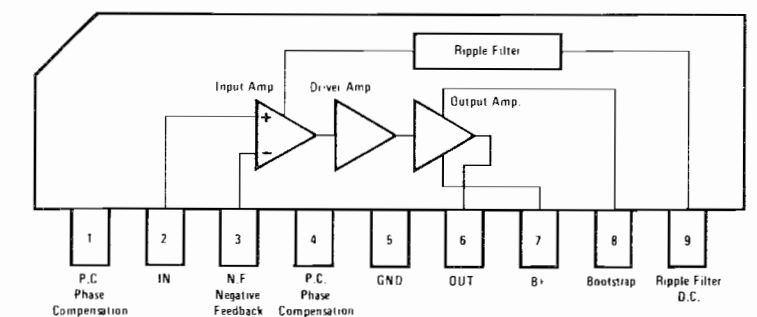 Ripple Filter
Input Amp
Driver Amp
Output Amp.
+
−
1
2
3
4
5
6
7
8
9
P.C
Phase
Compensation
IN
N.F
Negative
Feedback
P.C.
Phase
Compensation
GND
OUT
B+
Bootstrap
Ripple Filter
D.C.